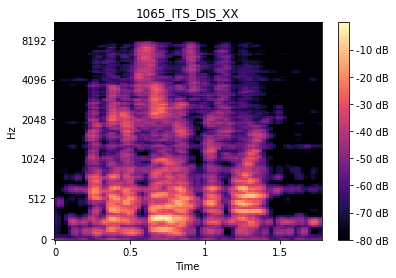 1065_ITS_DIS_XX
8192
4096
2048
1024
512
0
Hz
0
0.5
1
1.5
Time
-10 dB
-20 dB
-30 dB
-40 dB
-50 dB
-60 dB
-70 dB
-80 dB